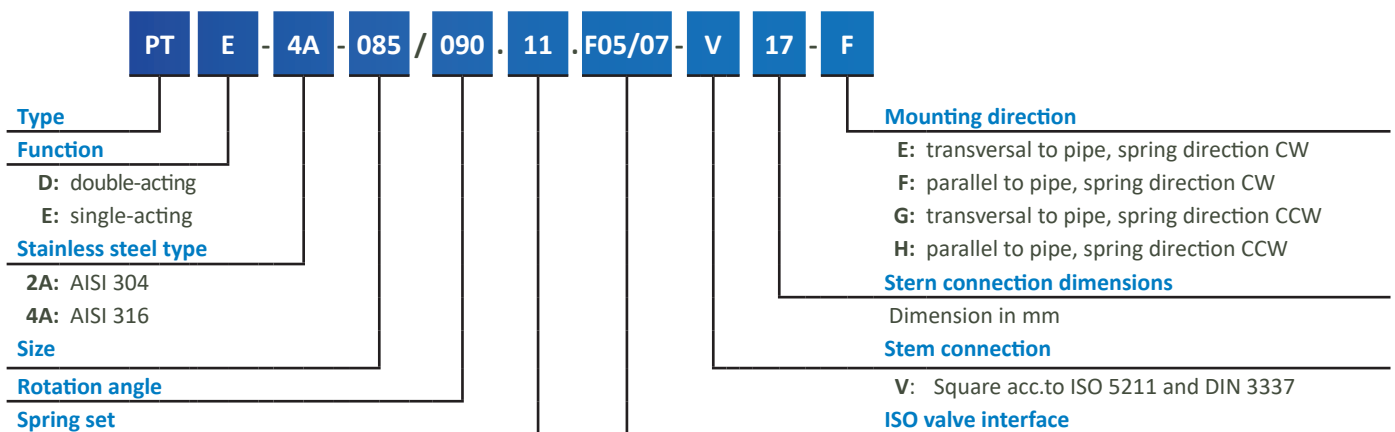 PT E - 4A - 085 / 090 . 11 . F05/07 - V 17 - F
Type
Function
D: double-acting
E: single-acting
Stainless steel type
2A: AISI 304
4A: AISI 316
Size
Rotation angle
Spring set
Mounting direction
E: transversal to pipe, spring direction CW
F: parallel to pipe, spring direction CW
G: transversal to pipe, spring direction CCW
H: parallel to pipe, spring direction CCW
Stern connection dimensions
Dimension in mm
Stem connection
V: Square acc.to ISO 5211 and DIN 3337
ISO valve interface